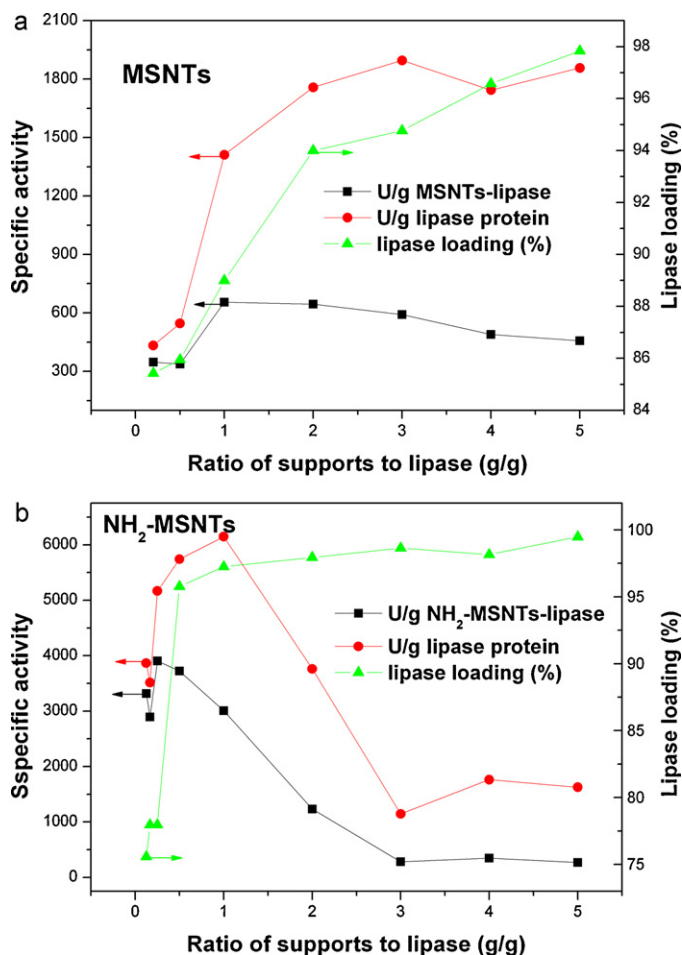 a
MSNTs
2100
1800
1500
1200
900
600
300
Specific activity
98
96
94
92
90
88
86
84
Lipase loading (%)
U/g MSNTs-lipase
U/g lipase protein
lipase loading (%)
0 1 2 3 4 5
Ratio of supports to lipase (g/g)
b
NH₂-MSNTs
6000
5000
4000
3000
2000
1000
0
Sspecific activity
100
95
90
85
80
75
Lipase loading (%)
U/g NH₂-MSNTs-lipase
U/g lipase protein
lipase loading (%)
0 1 2 3 4 5
Ratio of supports to lipase (g/g)